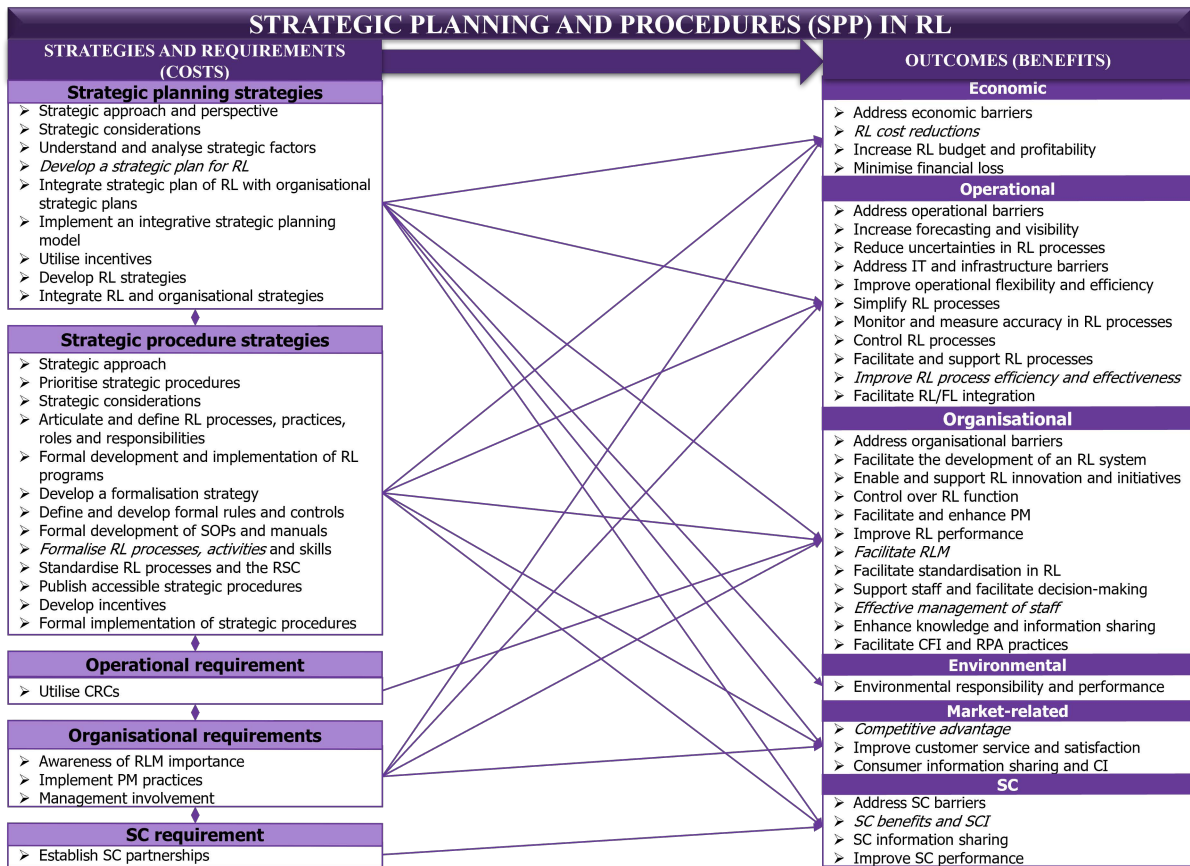 STRATEGIC PLANNING AND PROCEDURES (SPP) IN RL
STRATEGIES AND REQUIREMENTS
(COSTS)
Strategic planning strategies
Strategic approach and perspective
Strategic considerations
Understand and analyse strategic factors
Develop a strategic plan for RL
Integrate strategic plan of RL with organisational
strategic plans
Implement an integrative strategic planning
model
Utilise incentives
Develop RL strategies
Integrate RL and organisational strategies
Strategic procedure strategies
Strategic approach
Prioritise strategic procedures
Strategic considerations
Articulate and define RL processes, practices,
roles and responsibilities
Formal development and implementation of RL
programs
Develop a formalisation strategy
Define and develop formal rules and controls
Formal development of SOPs and manuals
Formalise RL processes, activities and skills
Standardise RL processes and the RSC
Publish accessible strategic procedures
Develop incentives
Formal implementation of strategic procedures
Operational requirement
Utilise CRCs
Organisational requirements
Awareness of RLM importance
Implement PM practices
Management involvement
SC requirement
Establish SC partnerships
OUTCOMES (BENEFITS)
Economic
Address economic barriers
RL cost reductions
Increase RL budget and profitability
Minimise financial loss
Operational
Address operational barriers
Increase forecasting and visibility
Reduce uncertainties in RL processes
Address IT and infrastructure barriers
Improve operational flexibility and efficiency
Simplify RL processes
Monitor and measure accuracy in RL processes
Control RL processes
Facilitate and support RL processes
Improve RL process efficiency and effectiveness
Facilitate RL/FL integration
Organisational
Address organisational barriers
Facilitate the development of an RL system
Enable and support RL innovation and initiatives
Control over RL function
Facilitate and enhance PM
Improve RL performance
Facilitate RLM
Facilitate standardisation in RL
Support staff and facilitate decision-making
Effective management of staff
Enhance knowledge and information sharing
Facilitate CFI and RPA practices
Environmental
Environmental responsibility and performance
Market-related
Competitive advantage
Improve customer service and satisfaction
Consumer information sharing and CI
SC
Address SC barriers
SC benefits and SCI
SC information sharing
Improve SC performance